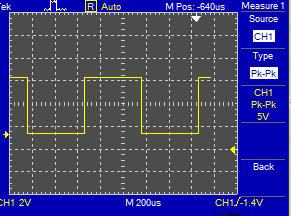 Tek R Auto M Pos: -640us Measure 1
Source
CH1
Type
Pk-Pk
CH1
Pk-Pk
5V
Back
CH1 2V M 200us CH1 /-1.4V